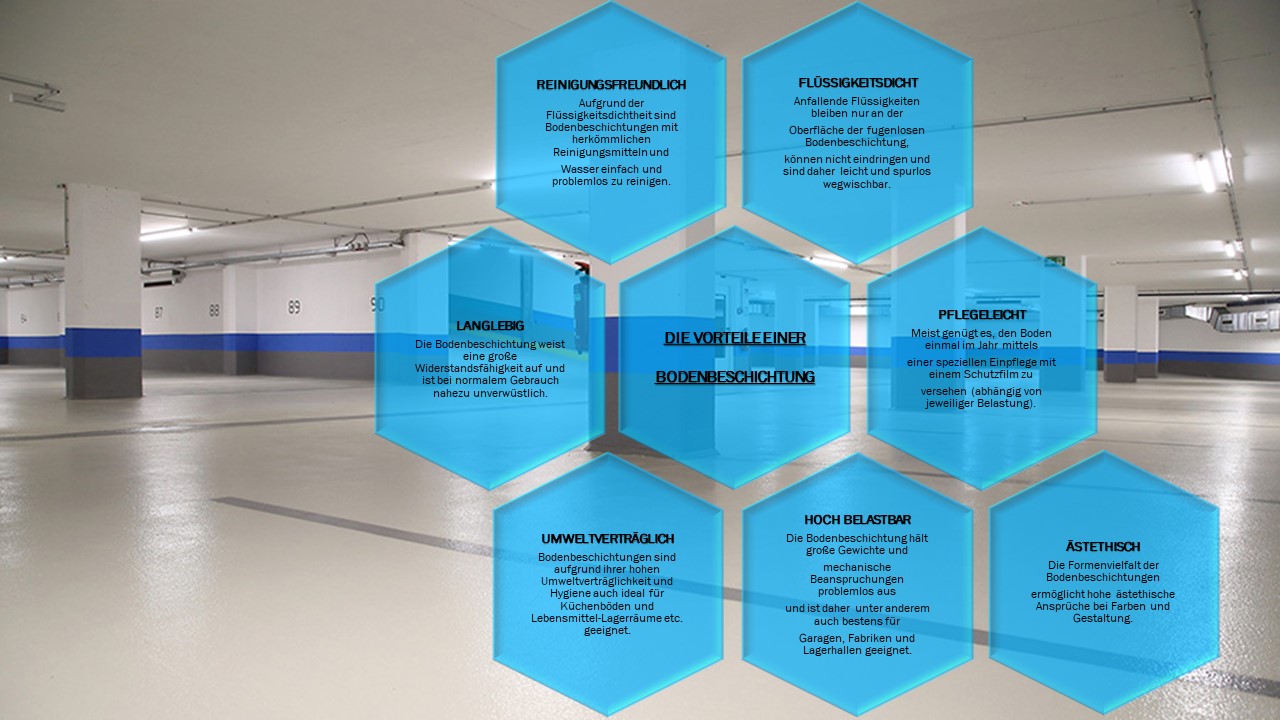 REINIGUNGSFREUNDLICH
Aufgrund der
Flüssigkeitsdichtheit sind
Bodenbeschichtungen mit
herkömmlichen
Reinigungsmitteln und
Wasser einfach und
problemlos zu reinigen.
FLÜSSIGKEITSDICHT
Anfallende Flüssigkeiten
bleiben nur an der
Oberfläche der fugenlosen
Bodenbeschichtung,
können nicht eindringen und
sind daher leicht und spurlos
wegwischbar.
LANGLEBIG
Die Bodenbeschichtung weist
eine große
Widerstandsfähigkeit auf und
ist bei normalem Gebrauch
nahezu unverwüstlich.
DIE VORTEILE EINER
BODENBESCHICHTUNG
PFLEGELEICHT
Meist genügt es, den Boden
einmal im Jahr mittels
einer speziellen Einpflege mit
einem Schutzfilm zu
versehen (abhängig von
jeweiliger Belastung).
UMWELTVERTRÄGLICH
Bodenbeschichtungen sind
aufgrund ihrer hohen
Umweltverträglichkeit und
Hygiene auch ideal für
Küchenböden und
Lebensmittel-Lagerräume etc.
geeignet.
HOCH BELASTBAR
Die Bodenbeschichtung hält
große Gewichte und
mechanische
Beanspruchungen
problemlos aus
und ist daher unter anderem
auch bestens für
Garagen, Fabriken und
Lagerhallen geeignet.
ÄSTETHISCH
Die Formenvielfalt der
Bodenbeschichtungen
ermöglicht hohe ästethische
Ansprüche bei Farben und
Gestaltung.
87
88
89